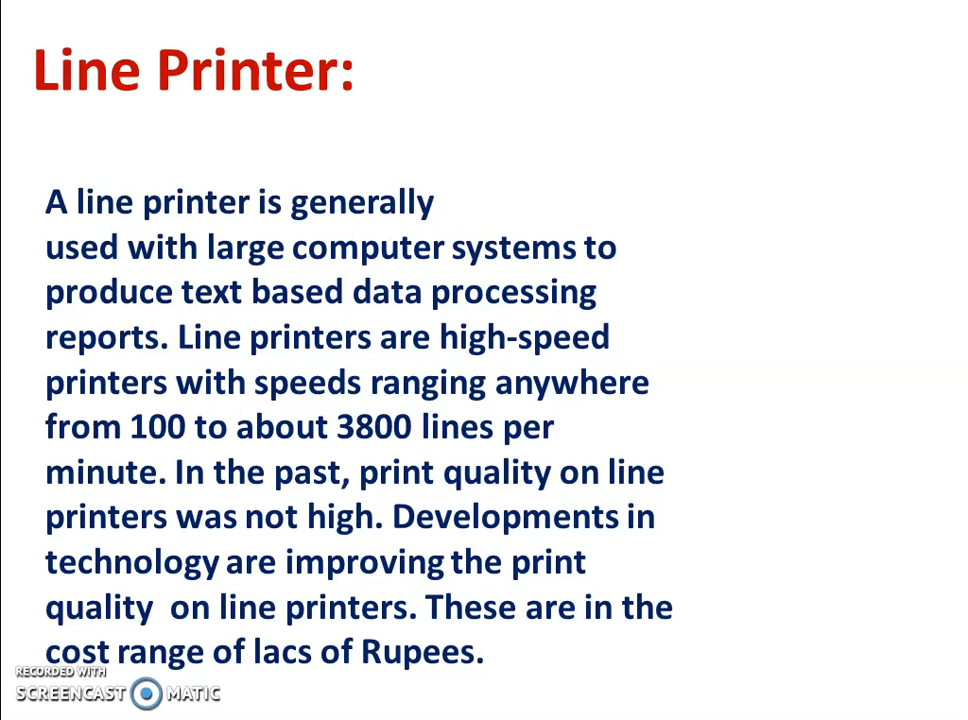 Line Printer:
A line printer is generally
used with large computer systems to
produce text based data processing
reports. Line printers are high-speed
printers with speeds ranging anywhere
from 100 to about 3800 lines per
minute. In the past, print quality on line
printers was not high. Developments in
technology are improving the print
quality  on line printers. These are in the
cost range of lacs of Rupees.
RECORDED WITH
SCREENCAST MATIC